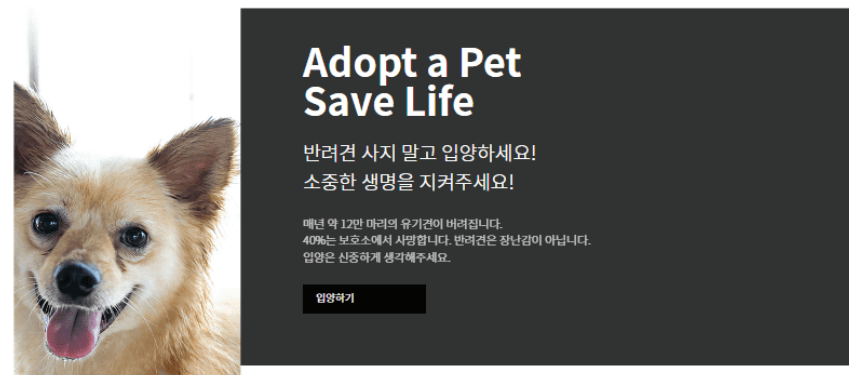 Adopt a Pet
Save Life
반려견 사지 말고 입양하세요!
소중한 생명을 지켜주세요!
매년 약 12만 마리의 유기견이 버려집니다.
40%는 보호소에서 사망합니다. 반려견은 장난감이 아닙니다.
입양은 신중하게 생각해주세요.
입양하기